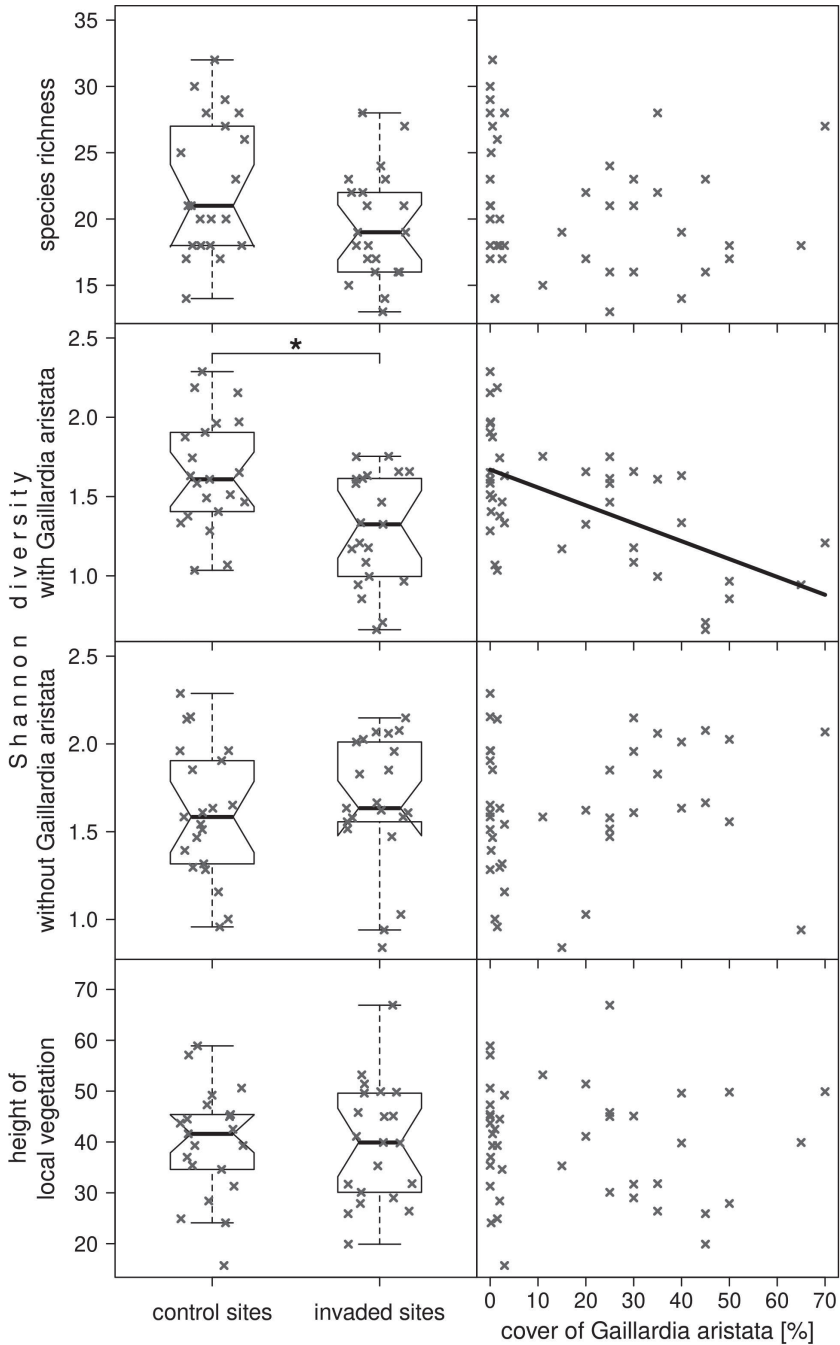 species richness
35
30
25
20
15
Shannon diversity
with Gaillardia aristata
2.5
2.0
1.5
1.0
*
without Gaillardia aristata
2.5
2.0
1.5
1.0
height of
local vegetation
70
60
50
40
30
20
control sites
invaded sites
0 10 20 30 40 50 60 70
cover of Gaillardia aristata [%]